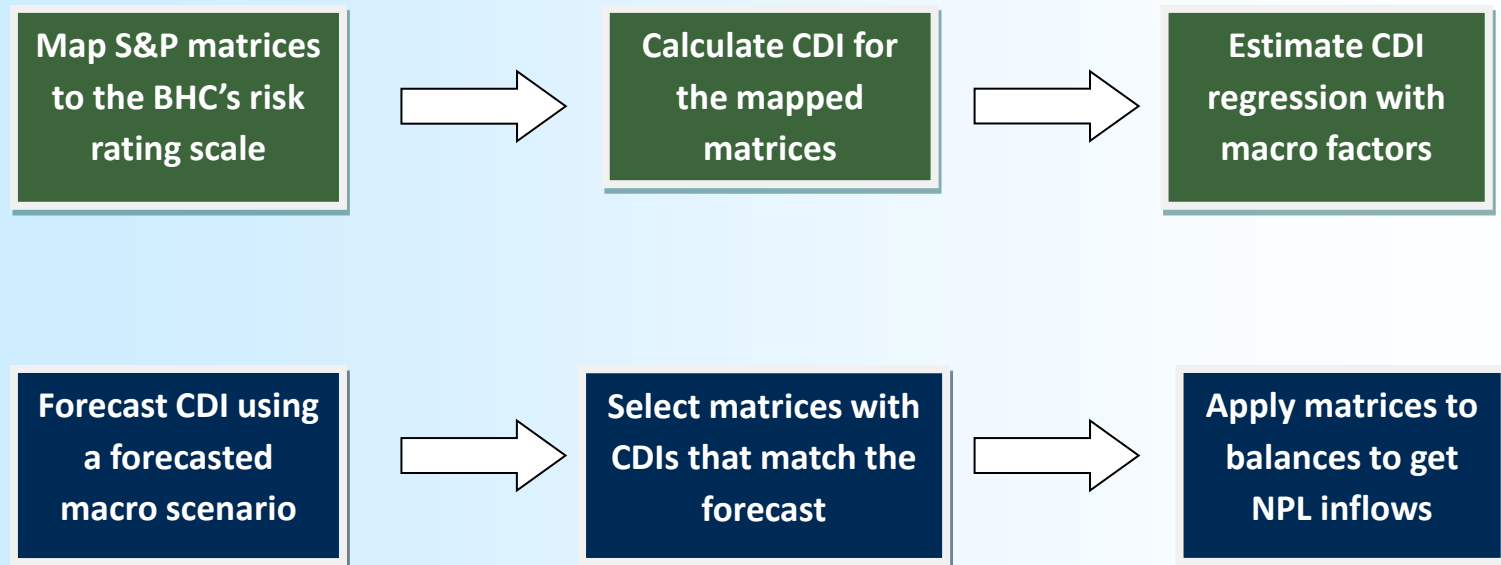 Map S&P matrices
to the BHC’s risk
rating scale
Calculate CDI for
the mapped
matrices
Estimate CDI
regression with
macro factors
Forecast CDI using
a forecasted
macro scenario
Select matrices with
CDIs that match the
forecast
Apply matrices to
balances to get
NPL inflows